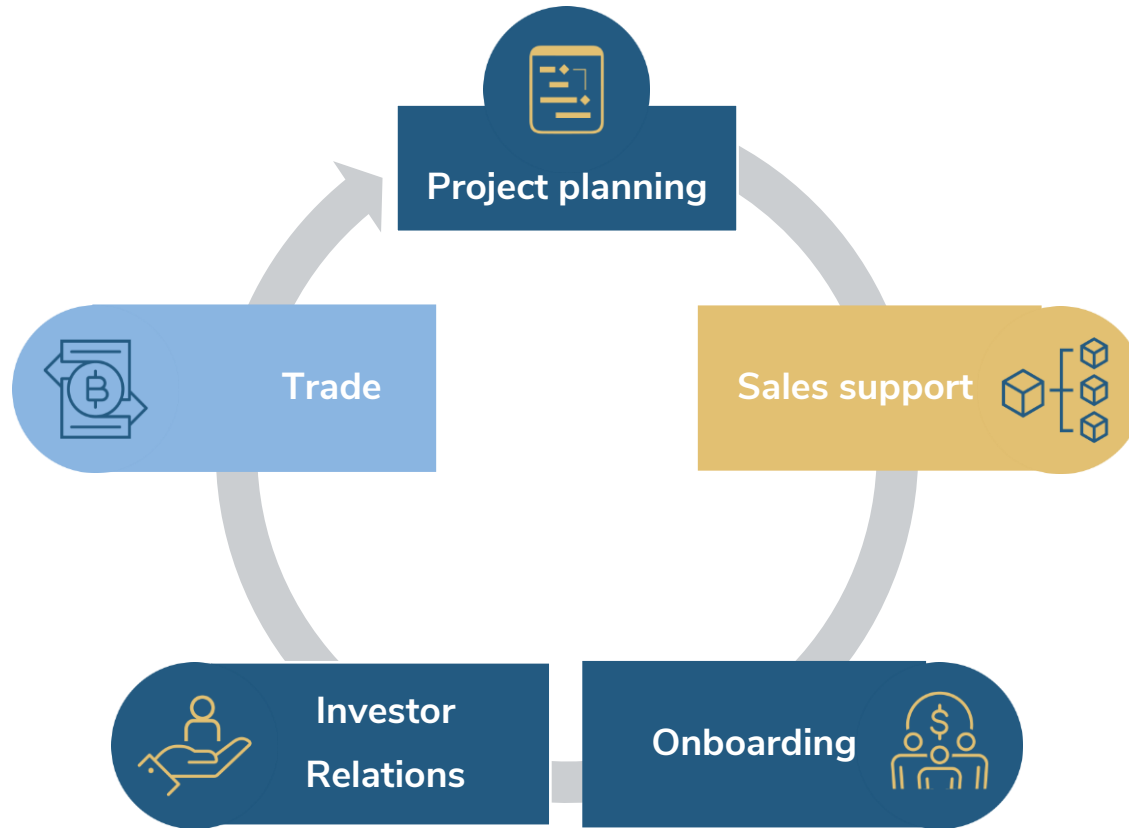 Project planning
Trade
Sales support
Investor
Relations
Onboarding